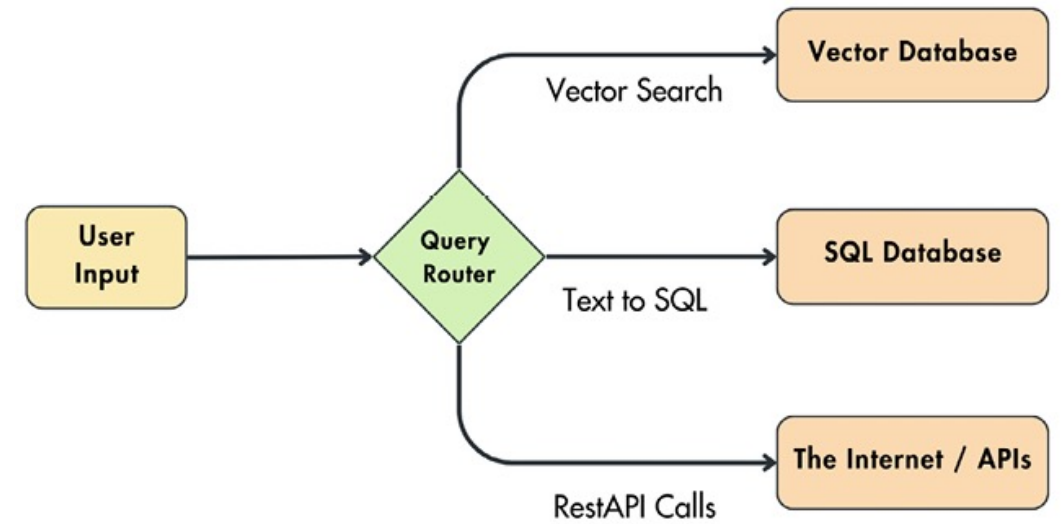 Vector Database
Vector Search
User
Input
Query
Router
SQL Database
Text to SQL
The Internet / APIs
RestAPI Calls